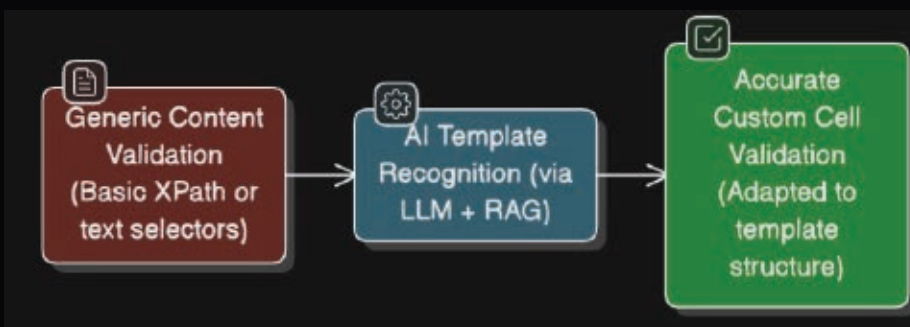 Generic Content
Validation
(Basic XPath or
text selectors)
AI Template
Recognition (via
LLM + RAG)
Accurate
Custom Cell
Validation
(Adapted to
template
structure)